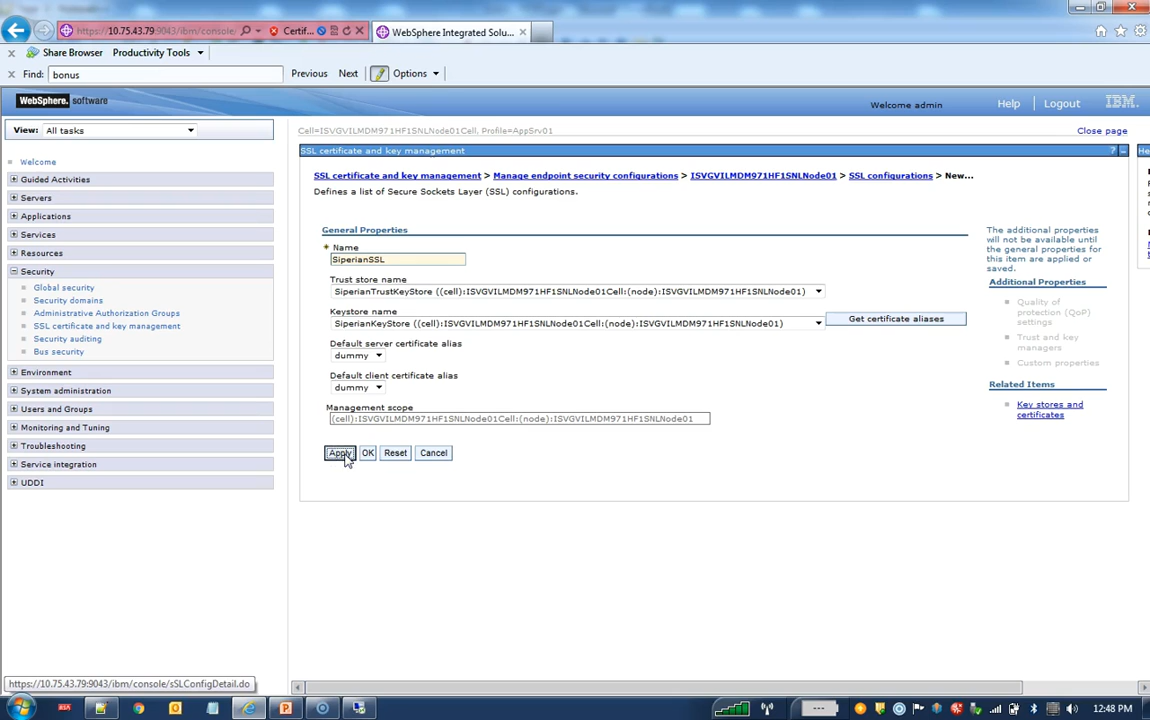 https://10.75.43.79:9043/ibm/console/
Certif...
WebSphere Integrated Solu...
Share Browser
Productivity Tools
Find: bonus
Previous
Next
Options
WebSphere. software
Welcome admin
Help
Logout
IBM
View: All tasks
Cell=ISVGVILMDM971HF1SNLNode01Cell, Profile=AppSrv01
Close page
Welcome
Guided Activities
Servers
Applications
Services
Resources
Security
Global security
Security domains
Administrative Authorization Groups
SSL certificate and key management
Security auditing
Bus security
Environment
System administration
Users and Groups
Monitoring and Tuning
Troubleshooting
Service integration
UDDI
SSL certificate and key management
?
He
SSL certificate and key management > Manage endpoint security configurations > ISVGVILMDM971HF1SNLNode01 > SSL configurations > New...
Defines a list of Secure Sockets Layer (SSL) configurations.
General Properties
Name
SiperianSSL
Trust store name
SiperianTrustKeyStore ((cell):ISVGVILMDM971HF1SNLNode01Cell:(node):ISVGVILMDM971HF1SNLNode01)
Keystore name
SiperianKeyStore ((cell):ISVGVILMDM971HF1SNLNode01Cell:(node):ISVGVILMDM971HF1SNLNode01)
Get certificate aliases
Default server certificate alias
dummy
Default client certificate alias
dummy
Management scope
(cell):ISVGVILMDM971HF1SNLNode01Cell:(node):ISVGVILMDM971HF1SNLNode01
Apply
OK
Reset
Cancel
The additional properties
will not be available until
the general properties for
this item are applied or
saved.
Additional Properties
Quality of
protection (QoP)
settings
Trust and key
managers
Custom properties
Related Items
Key stores and
certificates
https://10.75.43.79:9043/ibm/console/sSLConfigDetail.do
12:48 PM